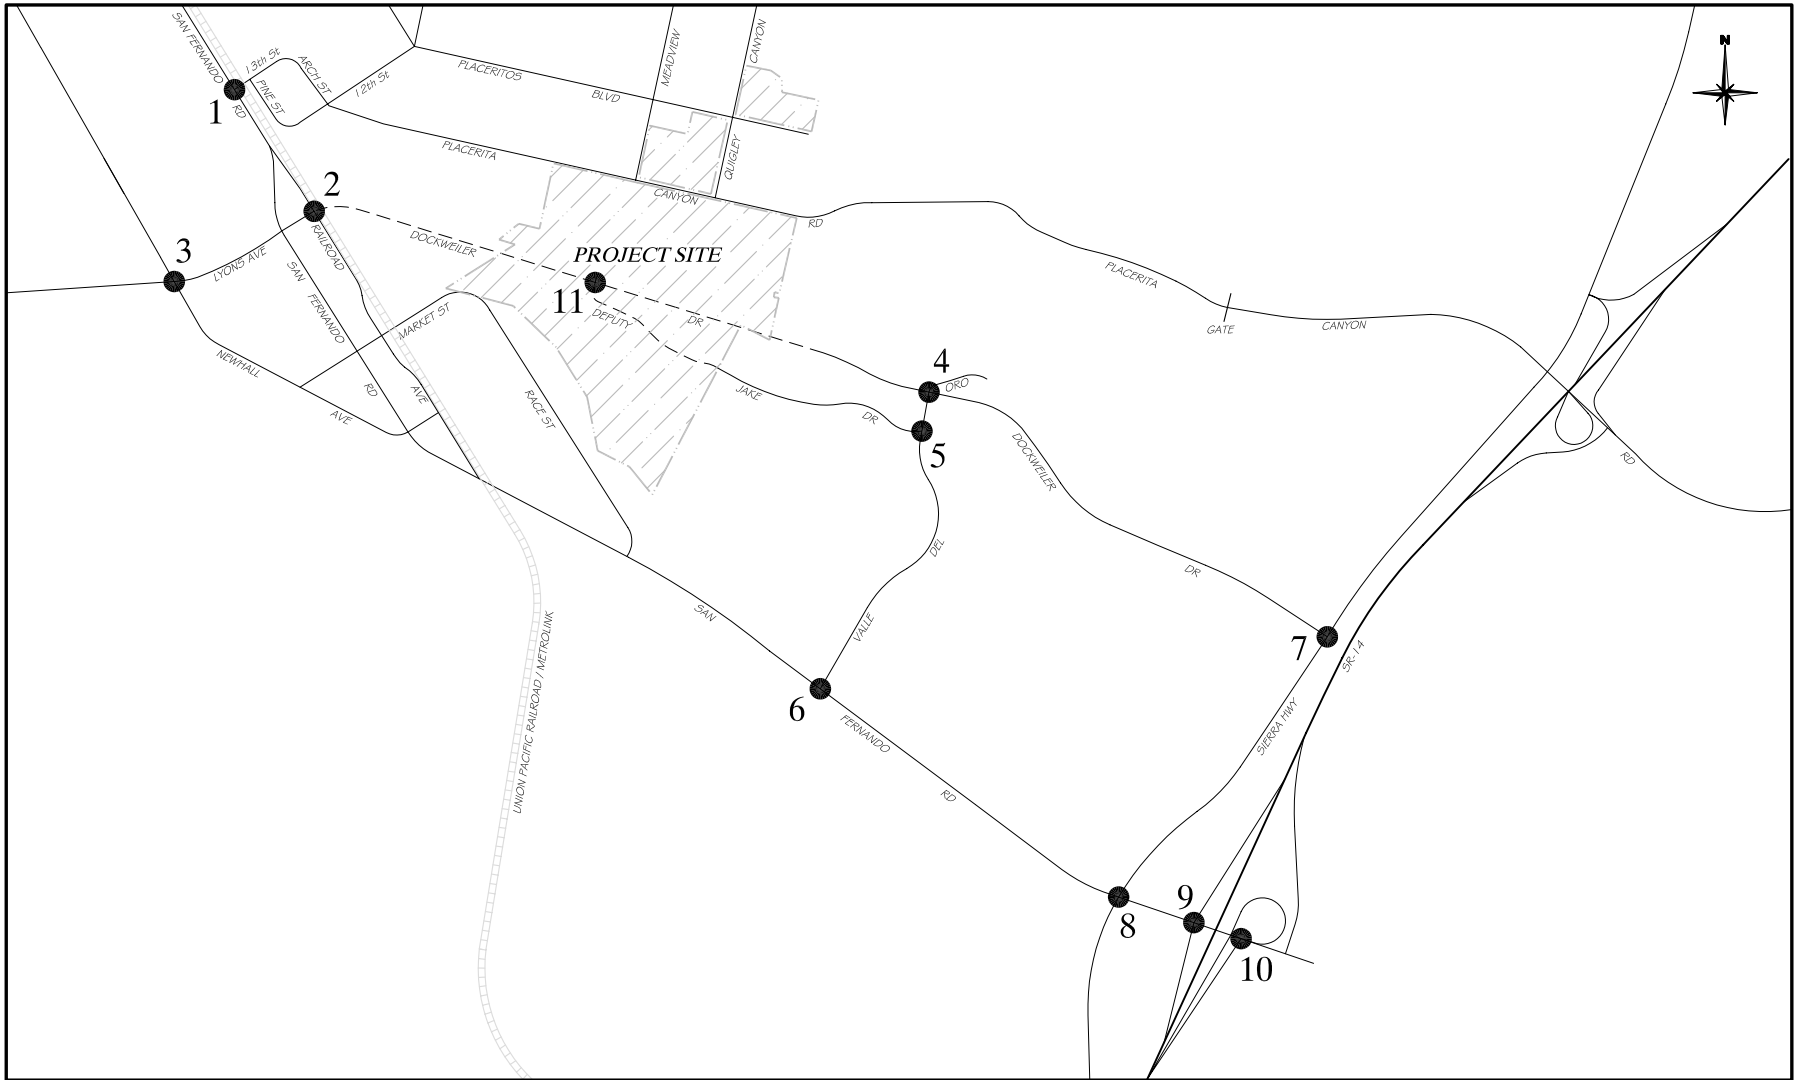 N
SAN FERNANDO
RD
13th St
ARCH ST
PINE ST
12th St
PLACERITOS
BLVD
MEADVIEW
CANYON
QUIGLEY
PLACERITA
CANYON
RD
1
2
3
LYONS AVE
RAILROAD
AVE
SAN
FERNANDO
RD
DOCKWEILER
DR
PROJECT SITE
11
DEPUTY
JAKE
DR
MARKET ST
NEWHALL
AVE
RACE ST
PLACERITA
GATE
CANYON
RD
4
ORO
5
DOCKWEILER
DR
DEL
VALLE
SAN
FERNANDO
RD
6
7
SR-14
SIERRA HWY
UNION PACIFIC RAILROAD / METROLINK
8
9
10